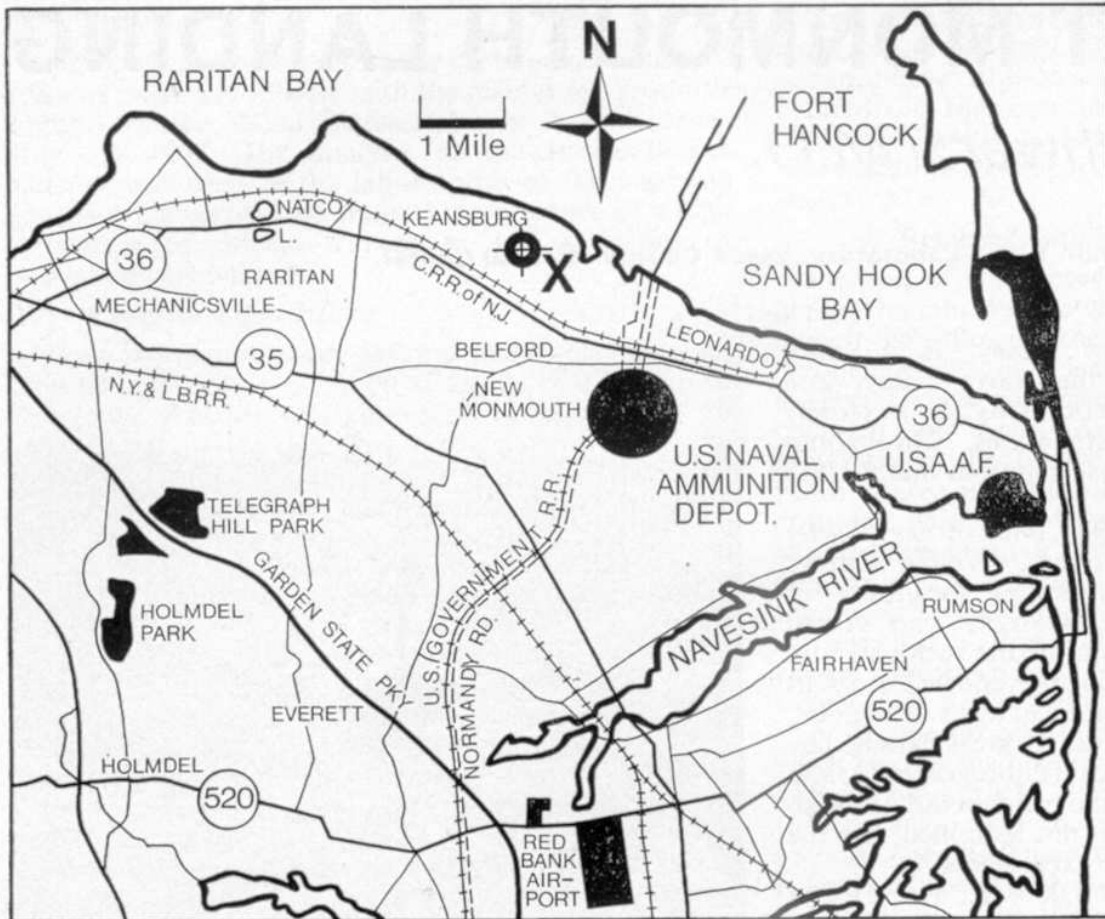 T MONMOUTH LANDING
N
RARITAN BAY
1 Mile
FORT
HANCOCK
NATCO
L.
KEANSBURG
X
36
RARITAN
C.R.R. of N.J.
SANDY HOOK
BAY
MECHANICSVILLE
35
BELFORD
LEONARDO
N.Y. & L.B.R.R.
NEW
MONMOUTH
36
U.S. NAVAL
AMMUNITION
DEPOT
U.S.A.A.F.
TELEGRAPH
HILL PARK
GARDEN STATE PKY.
U.S. GOVERNMENT R.R.
NORMANDY RD.
NAVESINK RIVER
HOLMDEL
PARK
RUMSON
FAIRHAVEN
EVERETT
520
HOLMDEL
520
RED
BANK
AIR-
PORT